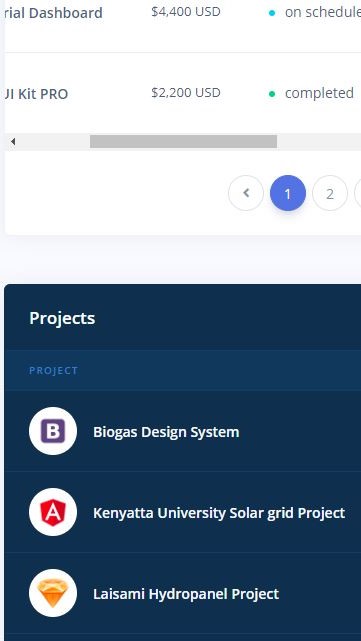 rial Dashboard $4,400 USD on schedule
UI Kit PRO $2,200 USD completed
1 2
Projects
PROJECT
B Biogas Design System
A Kenyatta University Solar grid Project
Laisami Hydropanel Project